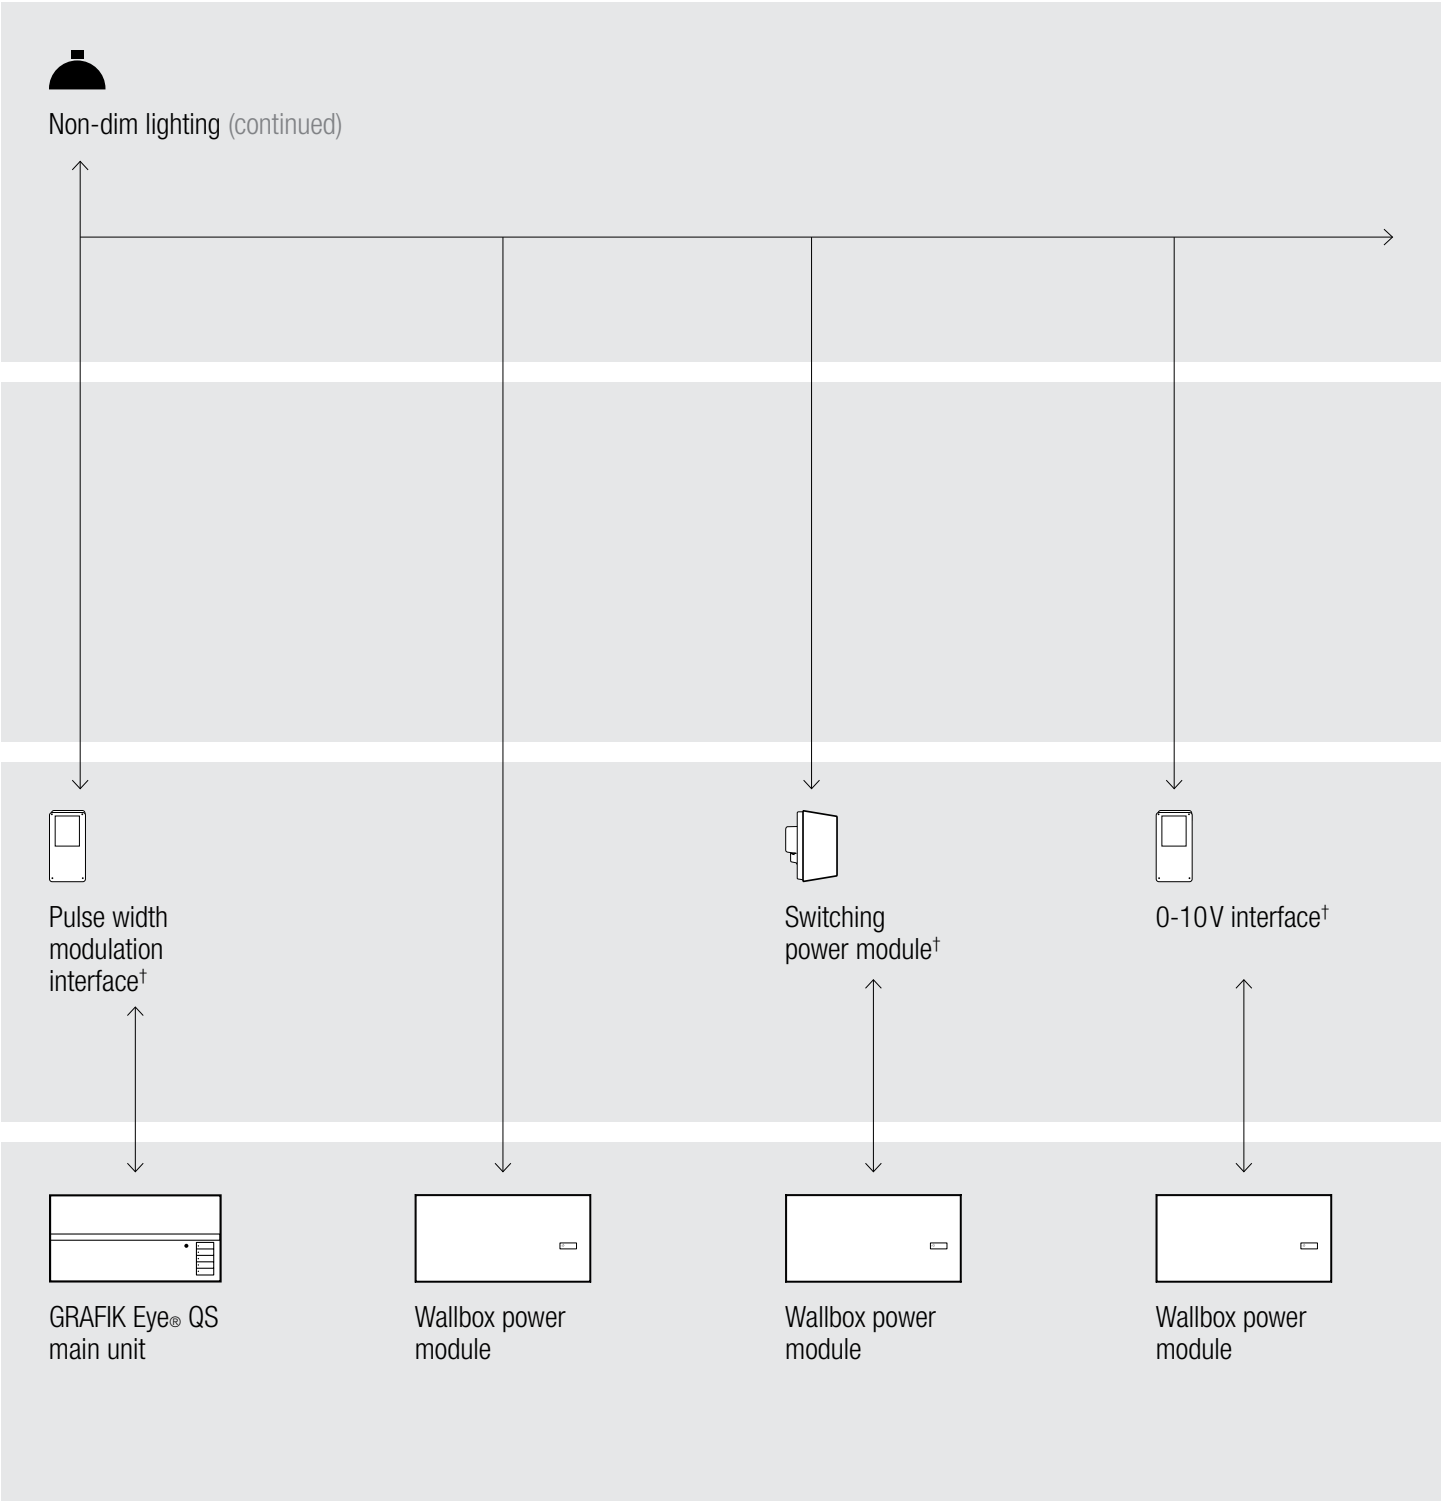 Non-dim lighting (continued)
Pulse width
modulation
interface†
Switching
power module†
0-10V interface†
GRAFIK Eye® QS
main unit
Wallbox power
module
Wallbox power
module
Wallbox power
module